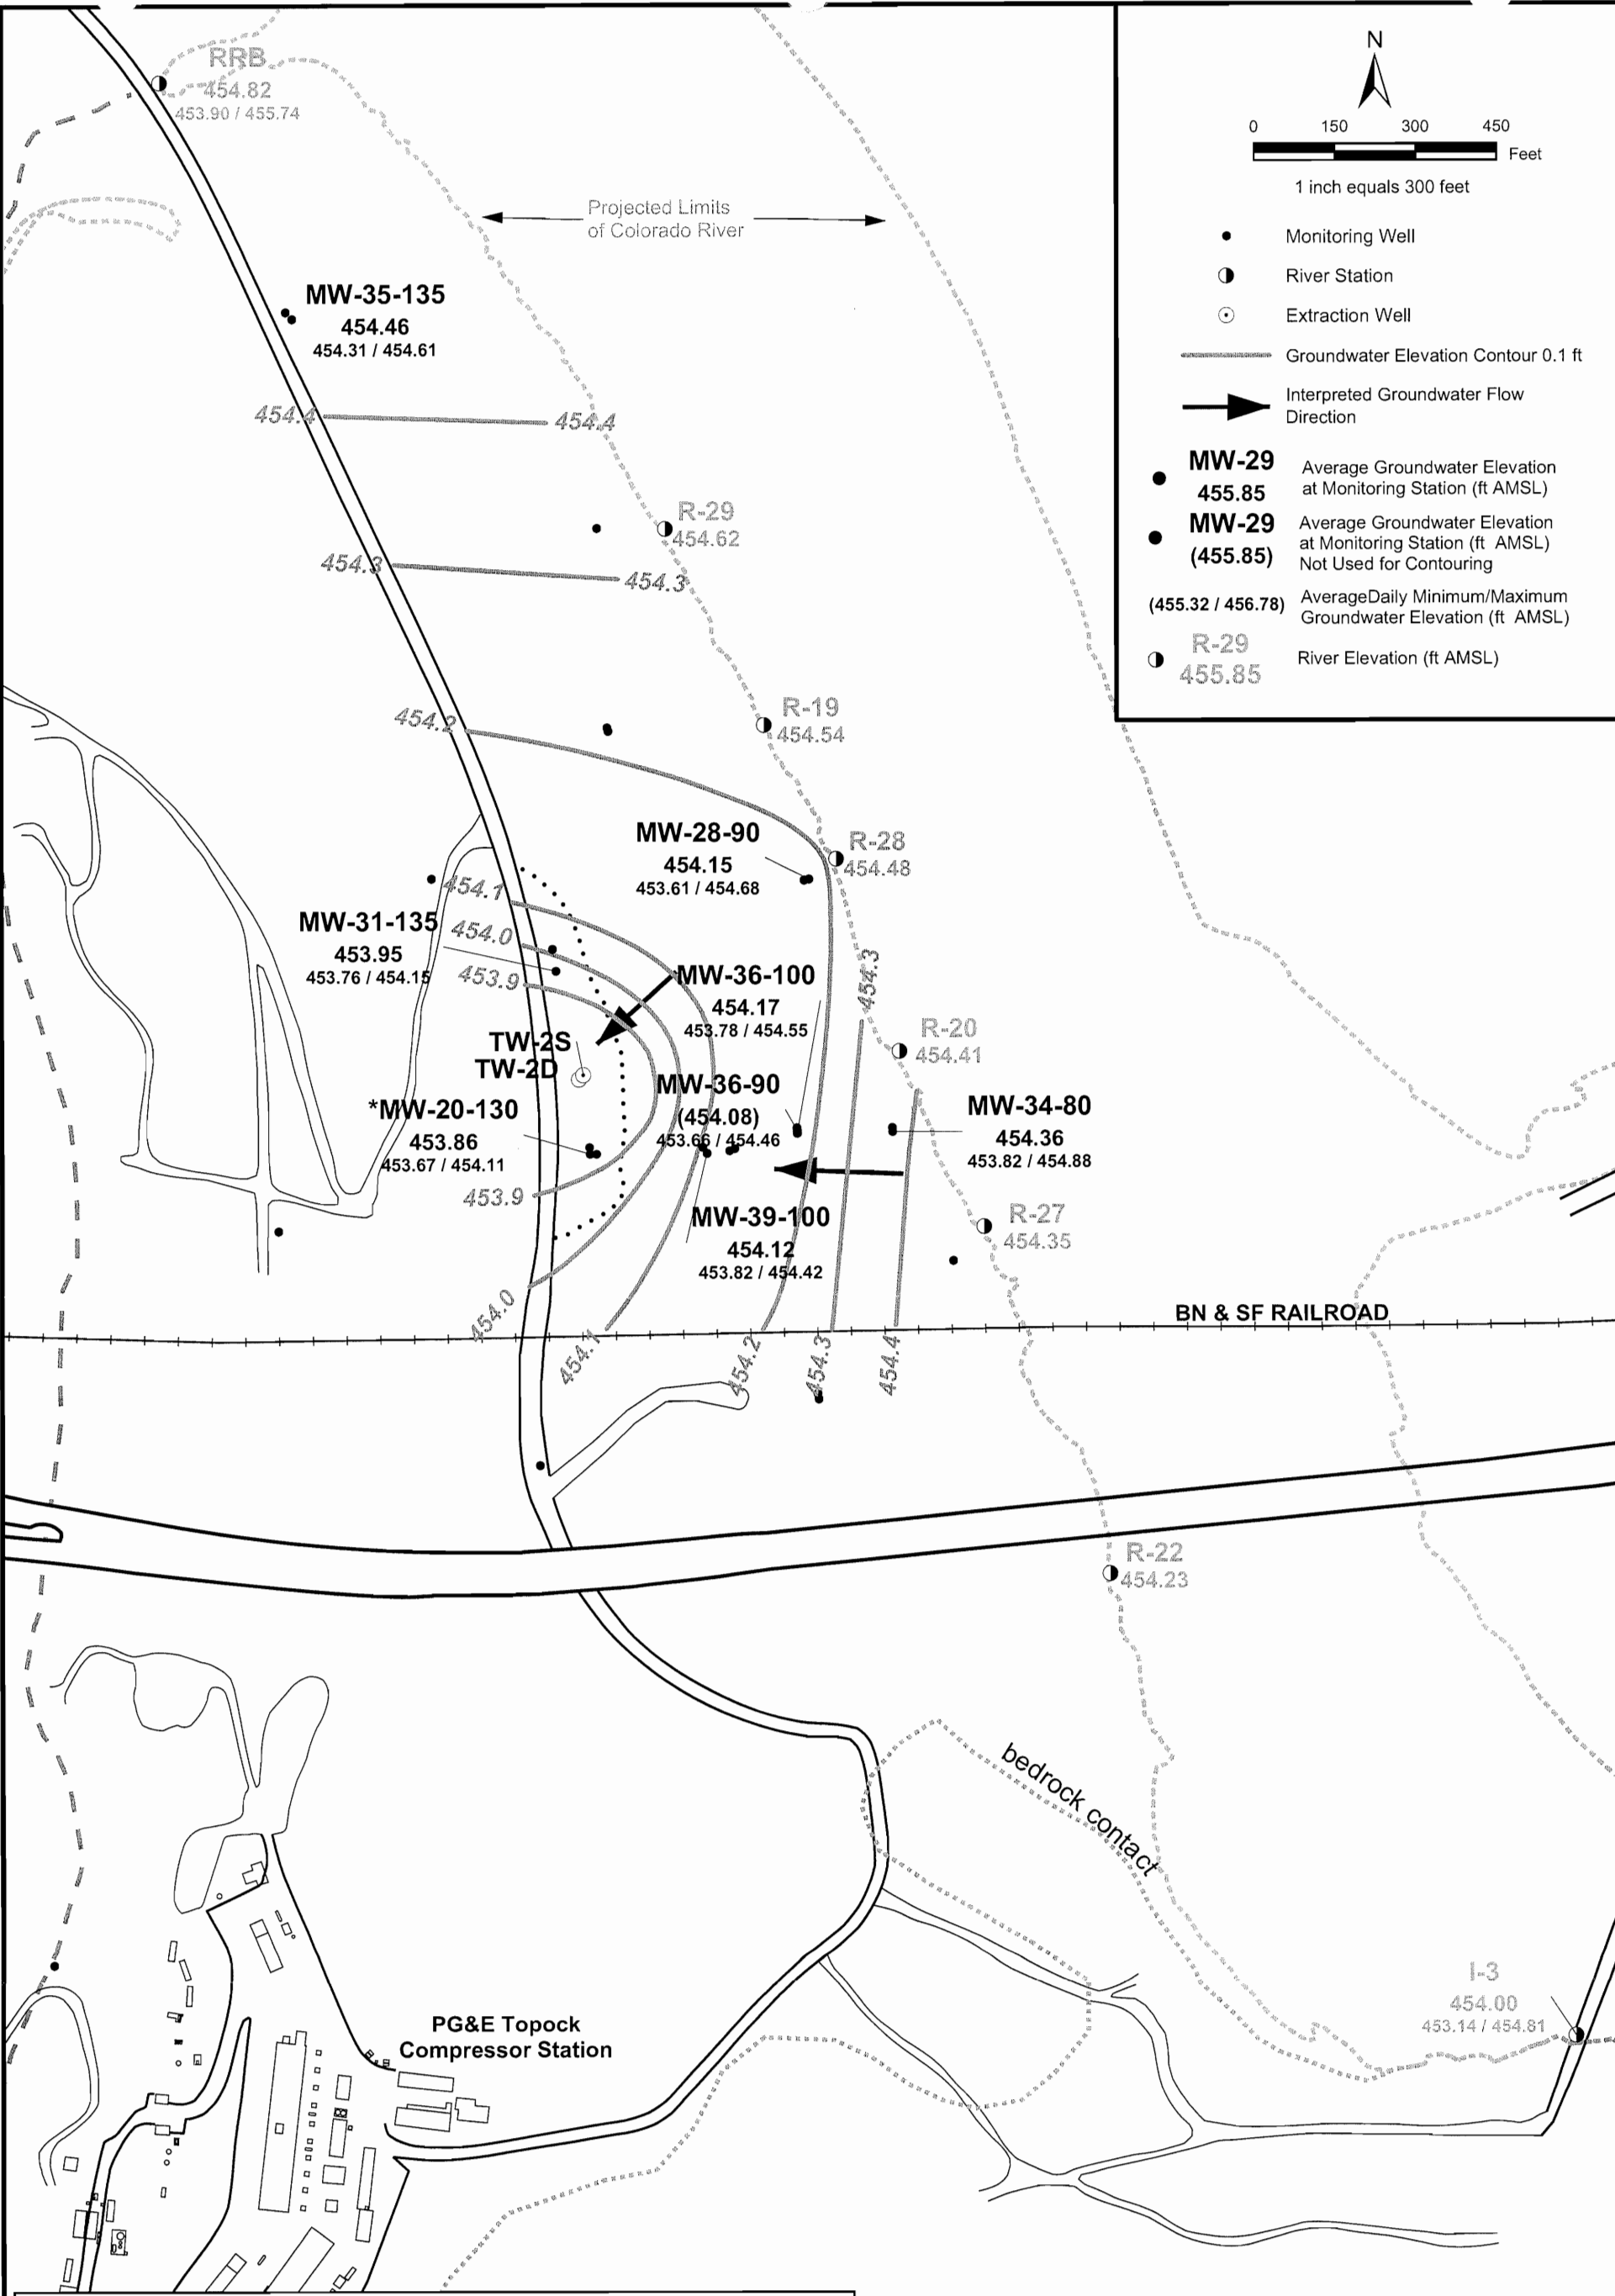 RRB
454.82
453.90 / 455.74
N
0 150 300 450
Feet
1 inch equals 300 feet
Monitoring Well
River Station
Extraction Well
Groundwater Elevation Contour 0.1 ft
Interpreted Groundwater Flow
Direction
MW-29
455.85
Average Groundwater Elevation
at Monitoring Station (ft AMSL)
MW-29
(455.85)
Average Groundwater Elevation
at Monitoring Station (ft AMSL)
Not Used for Contouring
(455.32 / 456.78)
AverageDaily Minimum/Maximum
Groundwater Elevation (ft AMSL)
R-29
455.85
River Elevation (ft AMSL)
Projected Limits
of Colorado River
MW-35-135
454.46
454.31 / 454.61
454.4
454.4
R-29
454.62
454.3
454.3
R-19
454.54
454.2
MW-28-90
454.15
453.61 / 454.68
R-28
454.48
454.1
MW-31-135
453.95
453.76 / 454.15
454.0
453.9
MW-36-100
454.17
453.78 / 454.55
454.3
R-20
454.41
TW-2S
TW-2D
MW-36-90
(454.08)
453.66 / 454.46
*MW-20-130
453.86
453.67 / 454.11
MW-34-80
454.36
453.82 / 454.88
453.9
MW-39-100
454.12
453.82 / 454.42
R-27
454.35
454.0
454.1
454.2
454.3
454.4
BN & SF RAILROAD
R-22
454.23
bedrock contact
I-3
454.00
453.14 / 454.81
PG&E Topock
Compressor Station